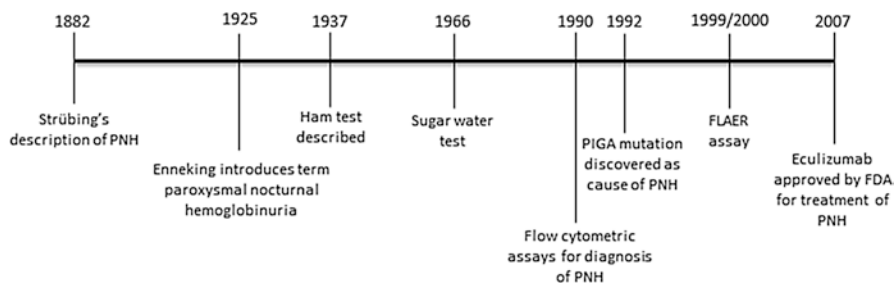 1882 1925 1937 1966 1990 1992 1999/2000 2007
Strübing's
description of PNH
Enneking introduces term
paroxysmal nocturnal
hemoglobinuria
Ham test
described
Sugar water
test
Flow cytometric
assays for diagnosis
of PNH
PIGA mutation
discovered as
cause of PNH
FLAER
assay
Eculizumab
approved by FDA
for treatment of
PNH